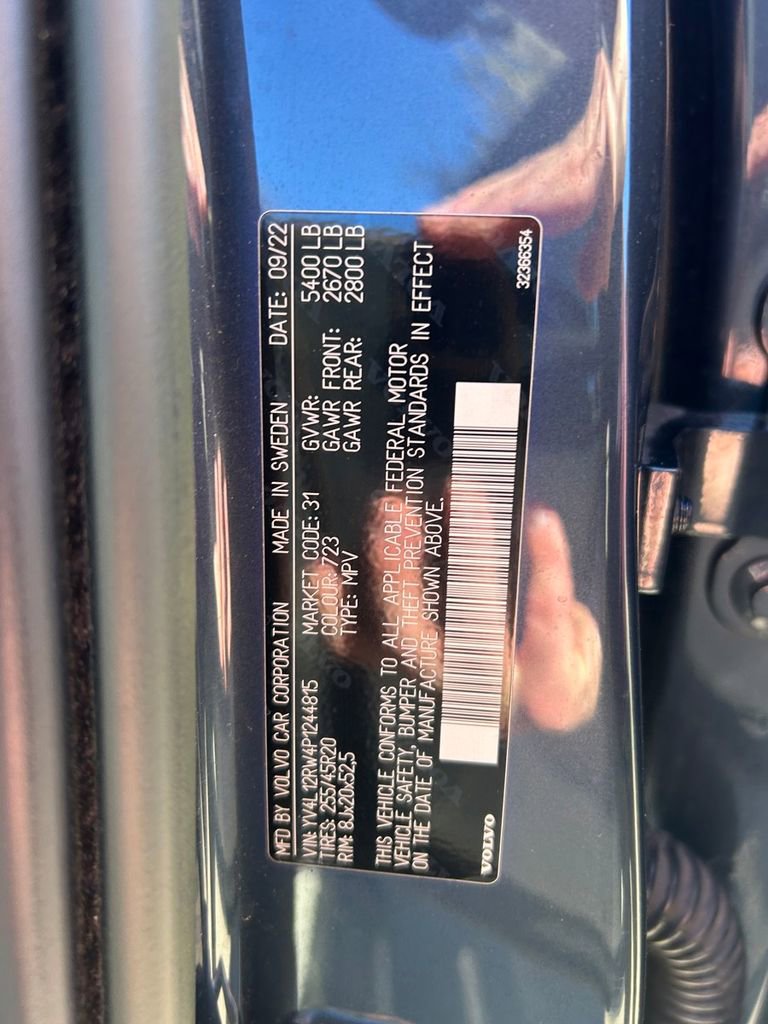 MFD BY VOLVO CAR CORPORATION MADE IN SWEDEN DATE: 09/22
VIN: YV4L12RW4P1244815 MARKET CODE: 31 GVWR: 5400 LB
TIRES: 255/45R20 COLOUR: 723 GAWR FRONT: 2670 LB
RIM: 8Jx20x52,5 TYPE: MPV GAWR REAR: 2800 LB
THIS VEHICLE CONFORMS TO ALL APPLICABLE FEDERAL MOTOR
VEHICLE SAFETY, BUMPER AND THEFT PREVENTION STANDARDS IN EFFECT
ON THE DATE OF MANUFACTURE SHOWN ABOVE.
VOLVO 32366354